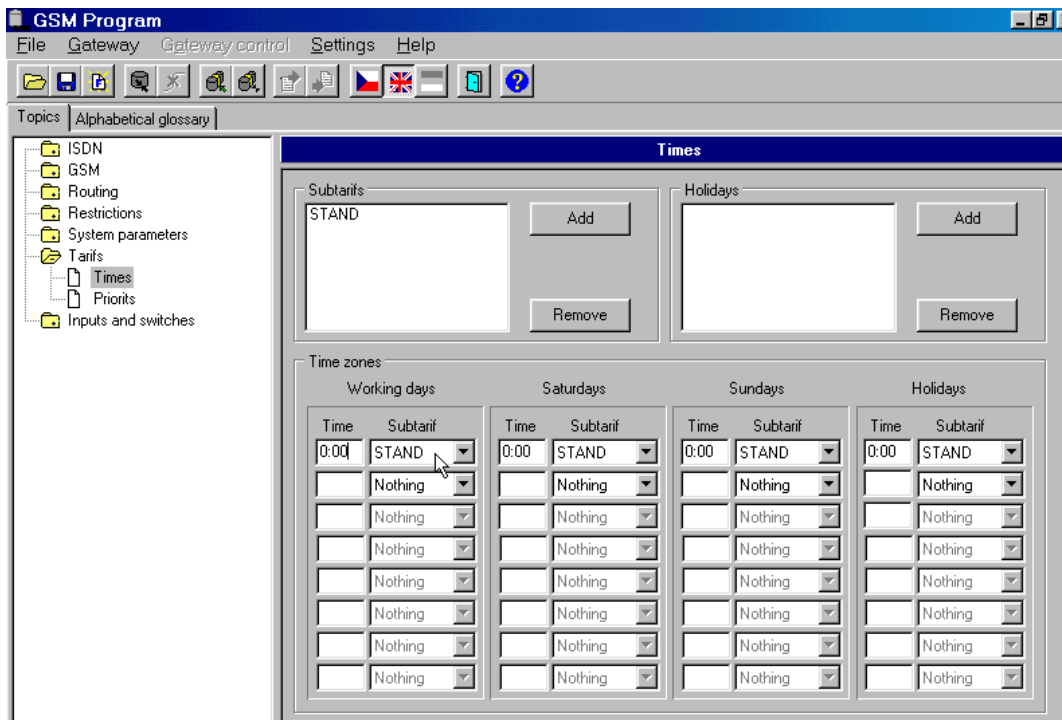 GSM Program
File Gateway Gateway control Settings Help
Topics Alphabetical glossary
ISDN
GSM
Routing
Restrictions
System parameters
Tarifs
Times
Priorits
Inputs and switches
Times
Subtarifs
STAND
Add
Remove
Holidays
Add
Remove
Time zones
Working days Saturdays Sundays Holidays
Time Subtarif Time Subtarif Time Subtarif Time Subtarif
0:00 STAND 0:00 STAND 0:00 STAND 0:00 STAND
Nothing Nothing Nothing Nothing
Nothing Nothing Nothing Nothing
Nothing Nothing Nothing Nothing
Nothing Nothing Nothing Nothing
Nothing Nothing Nothing Nothing
Nothing Nothing Nothing Nothing
Nothing Nothing Nothing Nothing